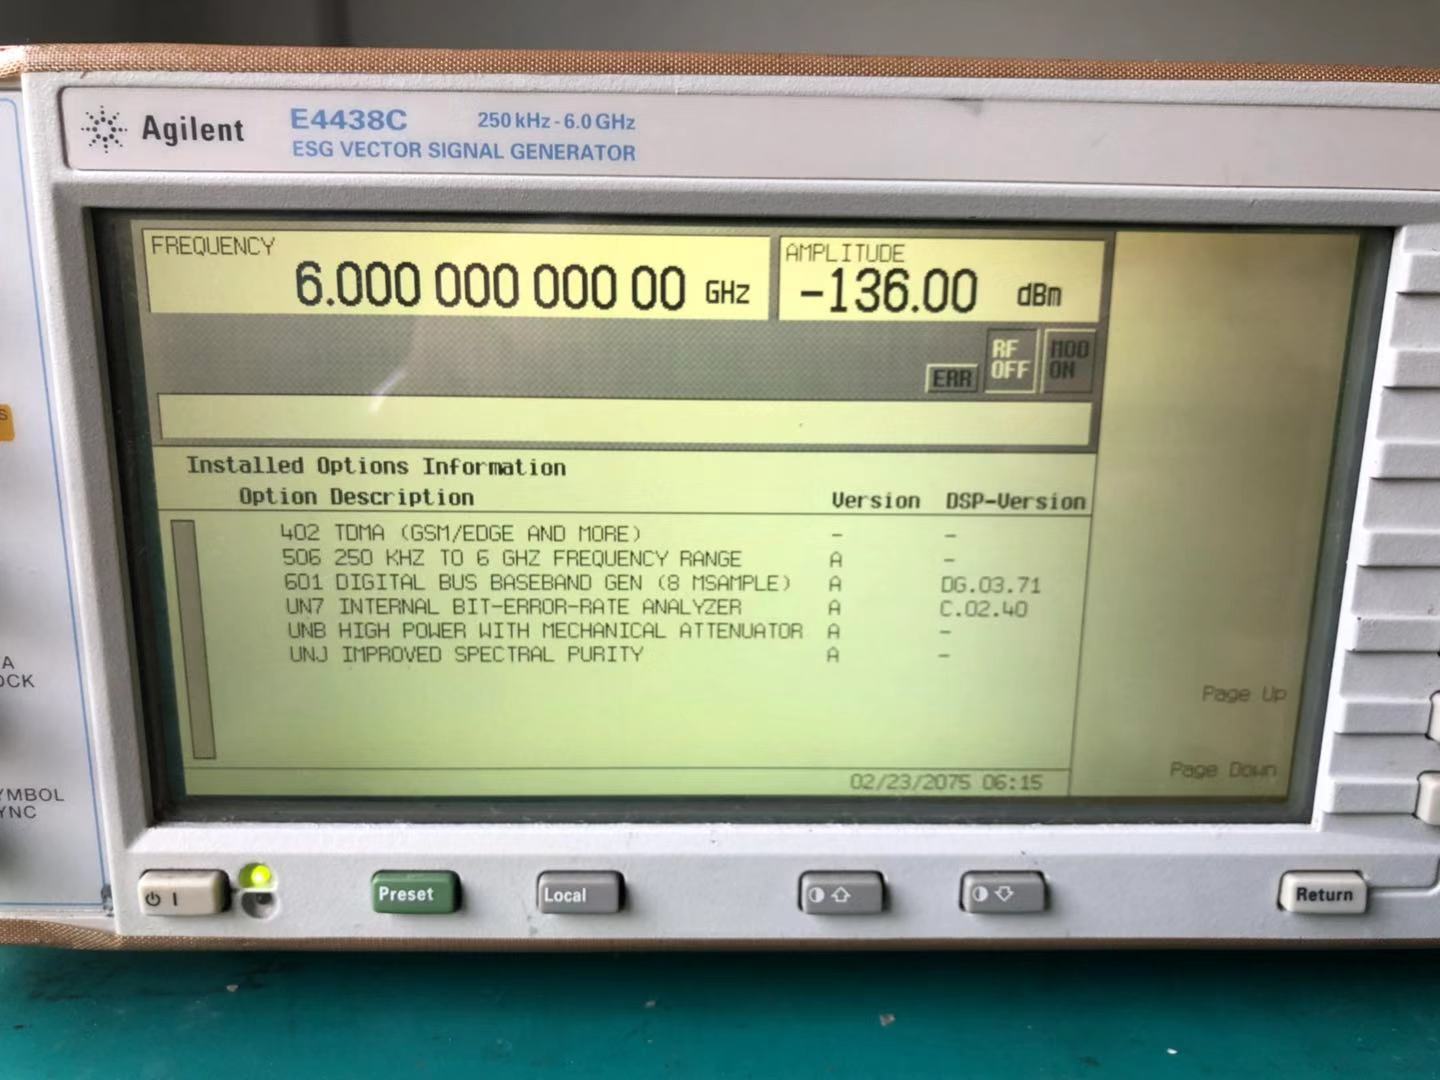 Agilent
E4438C 250 kHz - 6.0 GHz
ESG VECTOR SIGNAL GENERATOR
FREQUENCY
6.000 000 000 00 GHz
AMPLITUDE
-136.00 dBm
ERR
RF
OFF
MOD
ON
Installed Options Information
Option Description Version DSP-Version
402 TDMA (GSM/EDGE AND MORE) - -
506 250 KHZ TO 6 GHZ FREQUENCY RANGE A -
601 DIGITAL BUS BASEBAND GEN (8 MSAMPLE) A DG.03.71
UN7 INTERNAL BIT-ERROR-RATE ANALYZER A C.02.40
UNB HIGH POWER WITH MECHANICAL ATTENUATOR A -
UNJ IMPROVED SPECTRAL PURITY A -
Page Up
Page Down
02/23/2075 06:15
Preset
Local
Return